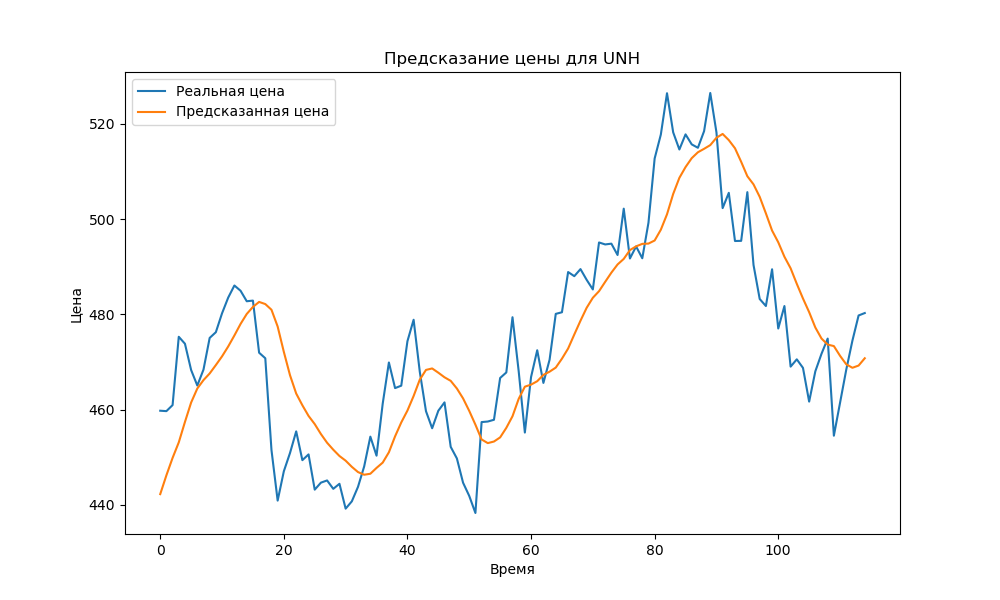 Предсказание цены для UNH
Реальная цена
Предсказанная цена
Цена
520
500
480
460
440
0 20 40 60 80 100
Время